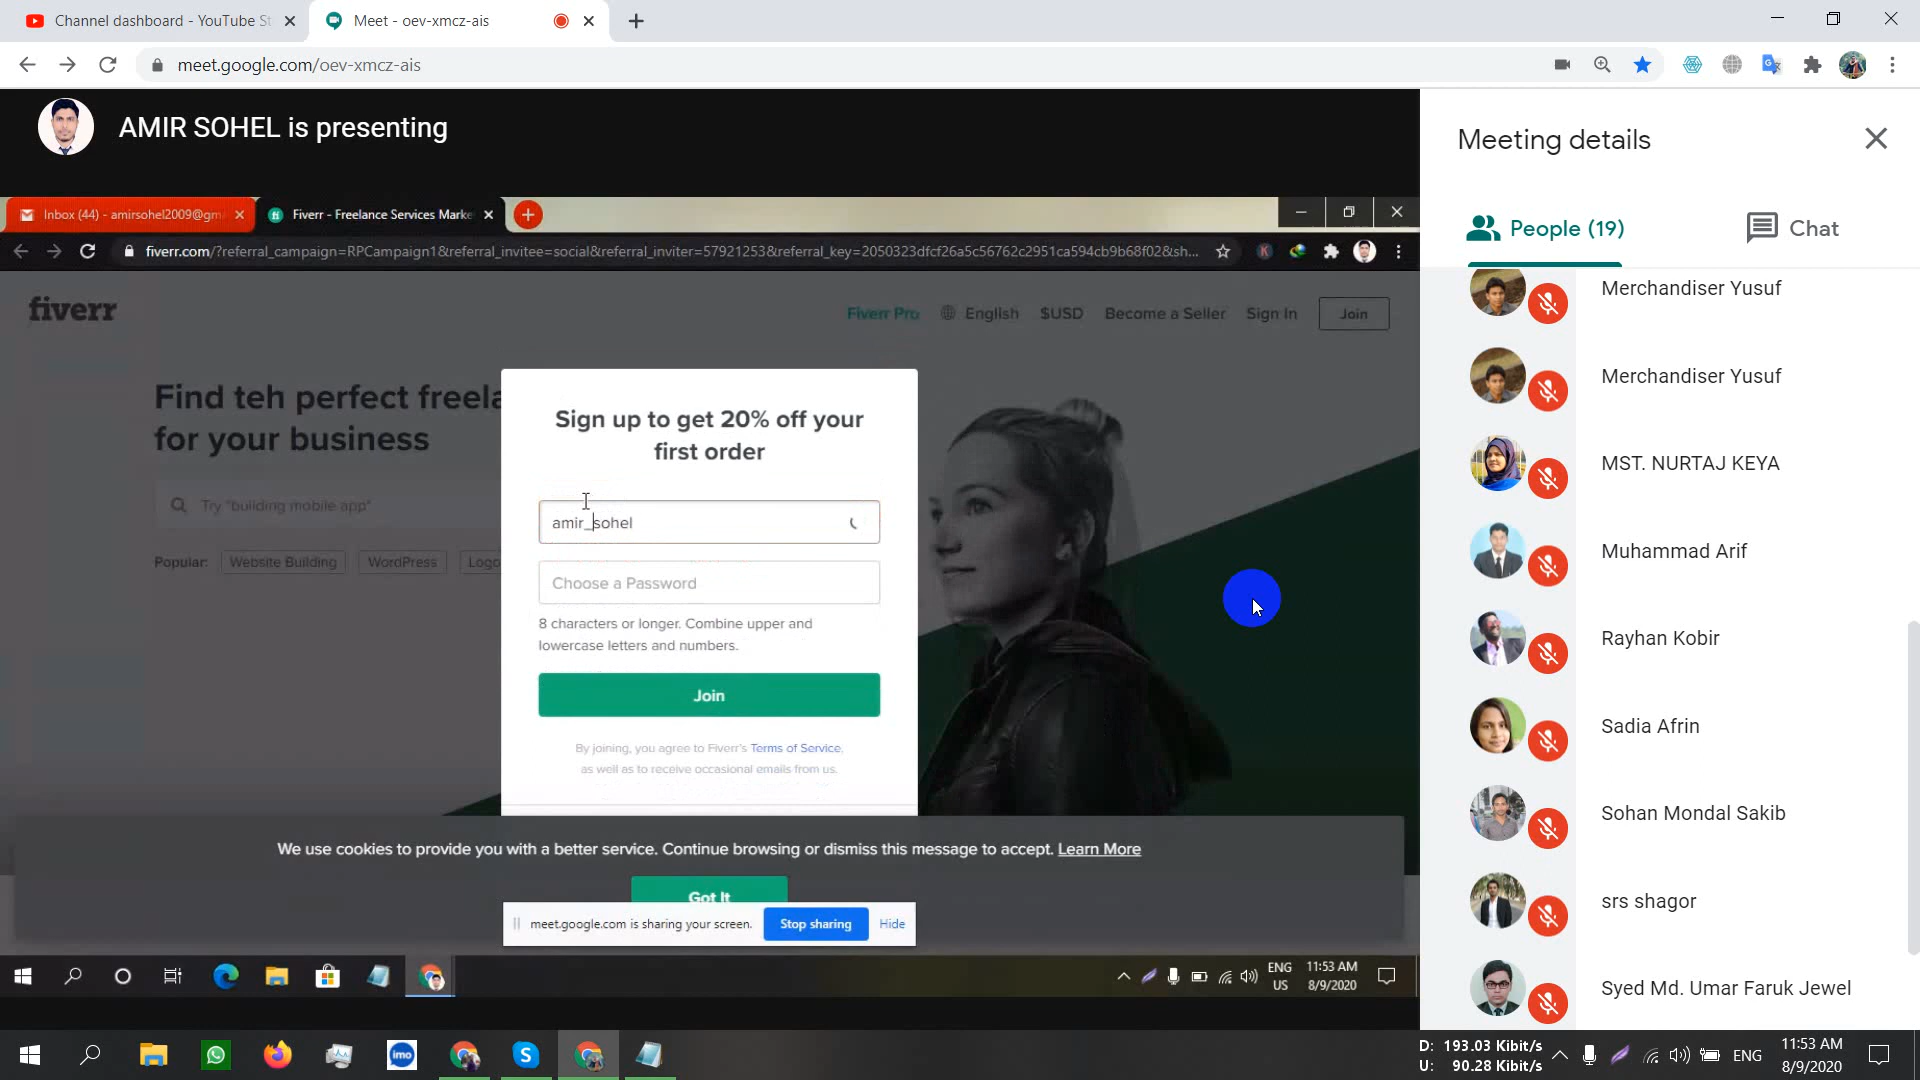 Channel dashboard - YouTube St
Meet - oev-xmcz-ais
meet.google.com/oev-xmcz-ais
AMIR SOHEL is presenting
Inbox (44) - amirsohel2009@gm
Fiverr - Freelance Services Marke
fiverr.com/?referral_campaign=RPCampaign1&referral_invitee=social&referral_inviter=57921253&referral_key=2050323dfcf26a5c56762c2951ca594cb9b68f02&sh...
fiverr
Fiverr Pro
English
$USD
Become a Seller
Sign In
Join
Find teh perfect freela
for your business
Try "building mobile app"
Popular:
Website Building
WordPress
Logo
Sign up to get 20% off your
first order
amir_sohel
Choose a Password
8 characters or longer. Combine upper and
lowercase letters and numbers.
Join
By joining, you agree to Fiverr's Terms of Service.
as well as to receive occasional emails from us.
We use cookies to provide you with a better service. Continue browsing or dismiss this message to accept. Learn More
Got It
meet.google.com is sharing your screen.
Stop sharing
Hide
ENG
US
11:53 AM
8/9/2020
Meeting details
People (19)
Chat
Merchandiser Yusuf
Merchandiser Yusuf
MST. NURTAJ KEYA
Muhammad Arif
Rayhan Kobir
Sadia Afrin
Sohan Mondal Sakib
srs shagor
Syed Md. Umar Faruk Jewel
imo
D: 193.03 Kibit/s
U: 90.28 Kibit/s
ENG
11:53 AM
8/9/2020